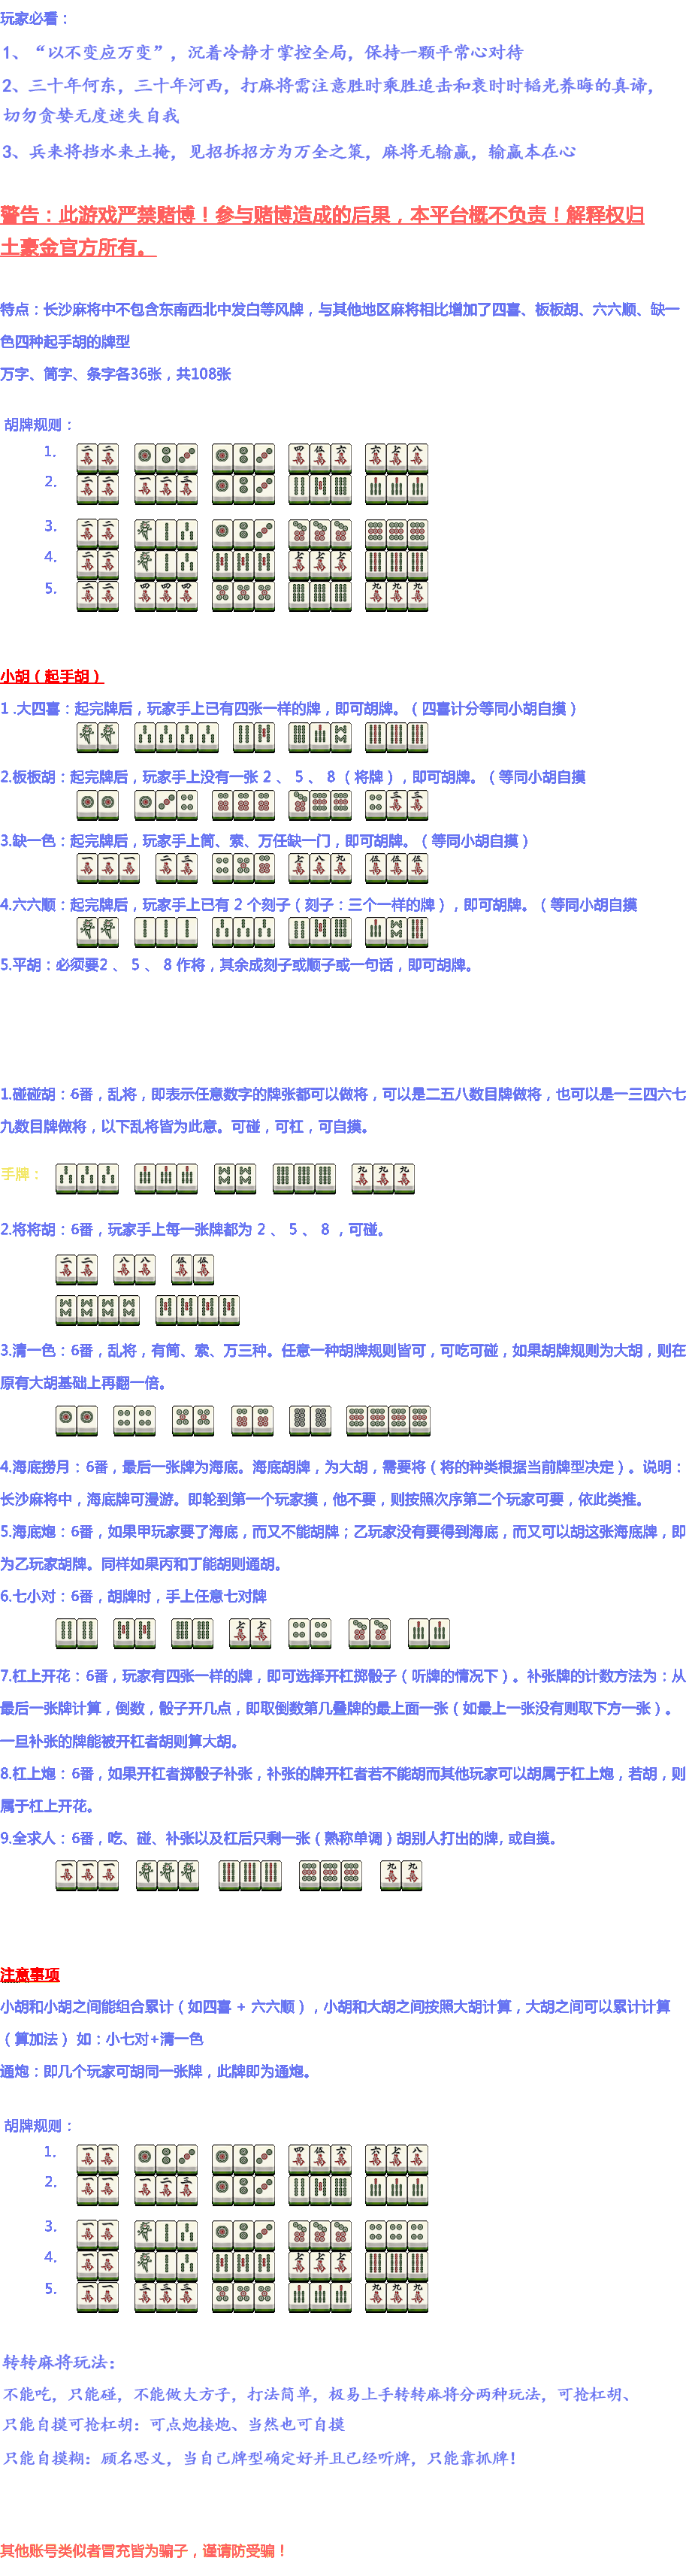 玩家必看：
1、“以不变应万变”，沉着冷静才掌控全局，保持一颗平常心对待
2、三十年何东，三十年河西，打麻将需注意胜时乘胜追击和衰时时韬光养晦的真谛，
切勿贪婪无度迷失自我
3、兵来将挡水来土掩，见招拆招方为万全之策，麻将无输赢，输赢本在心
警告：此游戏严禁赌博！参与赌博造成的后果，本平台概不负责！解释权归
土豪金官方所有。
特点：长沙麻将中不包含东南西北中发白等风牌，与其他地区麻将相比增加了四喜、板板胡、六六顺、缺一
色四种起手胡的牌型
万字、筒字、条字各36张，共108张
胡牌规则：
1.
2.
3.
4.
5.
小胡（起手胡）
1 .大四喜：起完牌后，玩家手上已有四张一样的牌，即可胡牌。（四喜计分等同小胡自摸）
2.板板胡：起完牌后，玩家手上没有一张 2 、 5 、 8（将牌），即可胡牌。（等同小胡自摸
3.缺一色：起完牌后，玩家手上筒、索、万任缺一门，即可胡牌。（等同小胡自摸）
4.六六顺：起完牌后，玩家手上已有 2 个刻子（刻子：三个一样的牌），即可胡牌。（等同小胡自摸
5.平胡：必须要2 、 5 、 8 作将，其余成刻子或顺子或一句话，即可胡牌。
1.碰碰胡：6番，乱将，即表示任意数字的牌张都可以做将，可以是二五八数目牌做将，也可以是一三四六七
九数目牌做将，以下乱将皆为此意。可碰，可杠，可自摸。
手牌：
2.将将胡：6番，玩家手上每一张牌都为 2 、 5 、 8 ，可碰。
3.清一色：6番，乱将，有筒、索、万三种。任意一种胡牌规则皆可，可吃可碰，如果胡牌规则为大胡，则在
原有大胡基础上再翻一倍。
4.海底捞月：6番，最后一张牌为海底。海底胡牌，为大胡，需要将（将的种类根据当前牌型决定）。说明：
长沙麻将中，海底牌可漫游。即轮到第一个玩家摸，他不要，则按照次序第二个玩家可要，依此类推。
5.海底炮：6番，如果甲玩家要了海底，而又不能胡牌；乙玩家没有要得到海底，而又可以胡这张海底牌，即
为乙玩家胡牌。同样如果丙和丁能胡则通胡。
6.七小对：6番，胡牌时，手上任意七对牌
7.杠上开花：6番，玩家有四张一样的牌，即可选择开杠掷骰子（听牌的情况下）。补张牌的计数方法为：从
最后一张牌计算，倒数，骰子开几点，即取倒数第几叠牌的最上面一张（如最上一张没有则取下方一张）。
一旦补张的牌能被开杠者胡则算大胡。
8.杠上炮：6番，如果开杠者掷骰子补张，补张的牌开杠者若不能胡而其他玩家可以胡属于杠上炮，若胡，则
属于杠上开花。
9.全求人：6番，吃、碰、补张以及杠后只剩一张（熟称单调）胡别人打出的牌，或自摸。
注意事项
小胡和小胡之间能组合累计（如四喜 + 六六顺），小胡和大胡之间按照大胡计算，大胡之间可以累计计算
（算加法） 如：小七对+清一色
通炮：即几个玩家可胡同一张牌，此牌即为通炮。
胡牌规则：
1.
2.
3.
4.
5.
转转麻将玩法：
不能吃，只能碰，不能做大方子，打法简单，极易上手转转麻将分两种玩法，可抢杠胡、
只能自摸可抢杠胡：可点炮接炮、当然也可自摸
只能自摸糊：顾名思义，当自己牌型确定好并且已经听牌，只能靠抓牌！
其他账号类似者冒充皆为骗子，谨请防受骗！